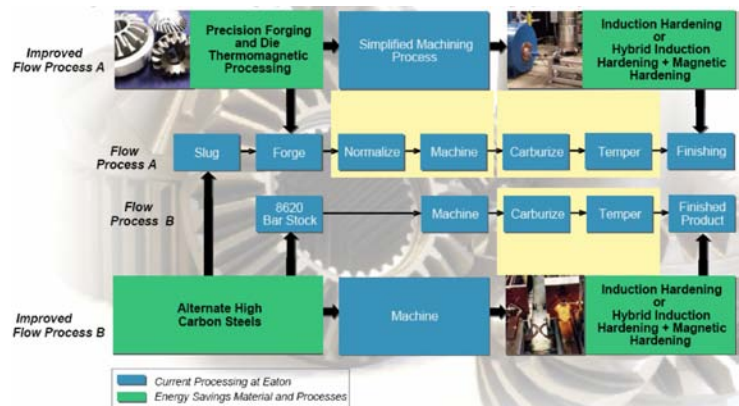 Improved
Flow Process A
Precision Forging
and Die
Thermomagnetic
Processing
Simplified Machining
Process
Induction Hardening
or
Hybrid Induction
Hardening + Magnetic
Hardening
Flow
Process A
Slug
Forge
Normalize
Machine
Carburize
Temper
Finishing
Flow
Process B
8620
Bar Stock
Machine
Carburize
Temper
Finished
Product
Improved
Flow Process B
Alternate High
Carbon Steels
Machine
Induction Hardening
or
Hybrid Induction
Hardening + Magnetic
Hardening
Current Processing at Eaton
Energy Savings Material and Processes